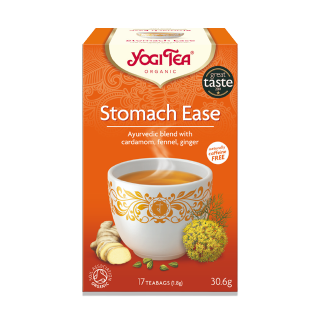 YOGI TEA
ORGANIC
great
taste
Stomach Ease
Ayurvedic blend with
cardamom, fennel, ginger
naturally
caffeine
FREE
17 TEABAGS (1.8g)
30.6g